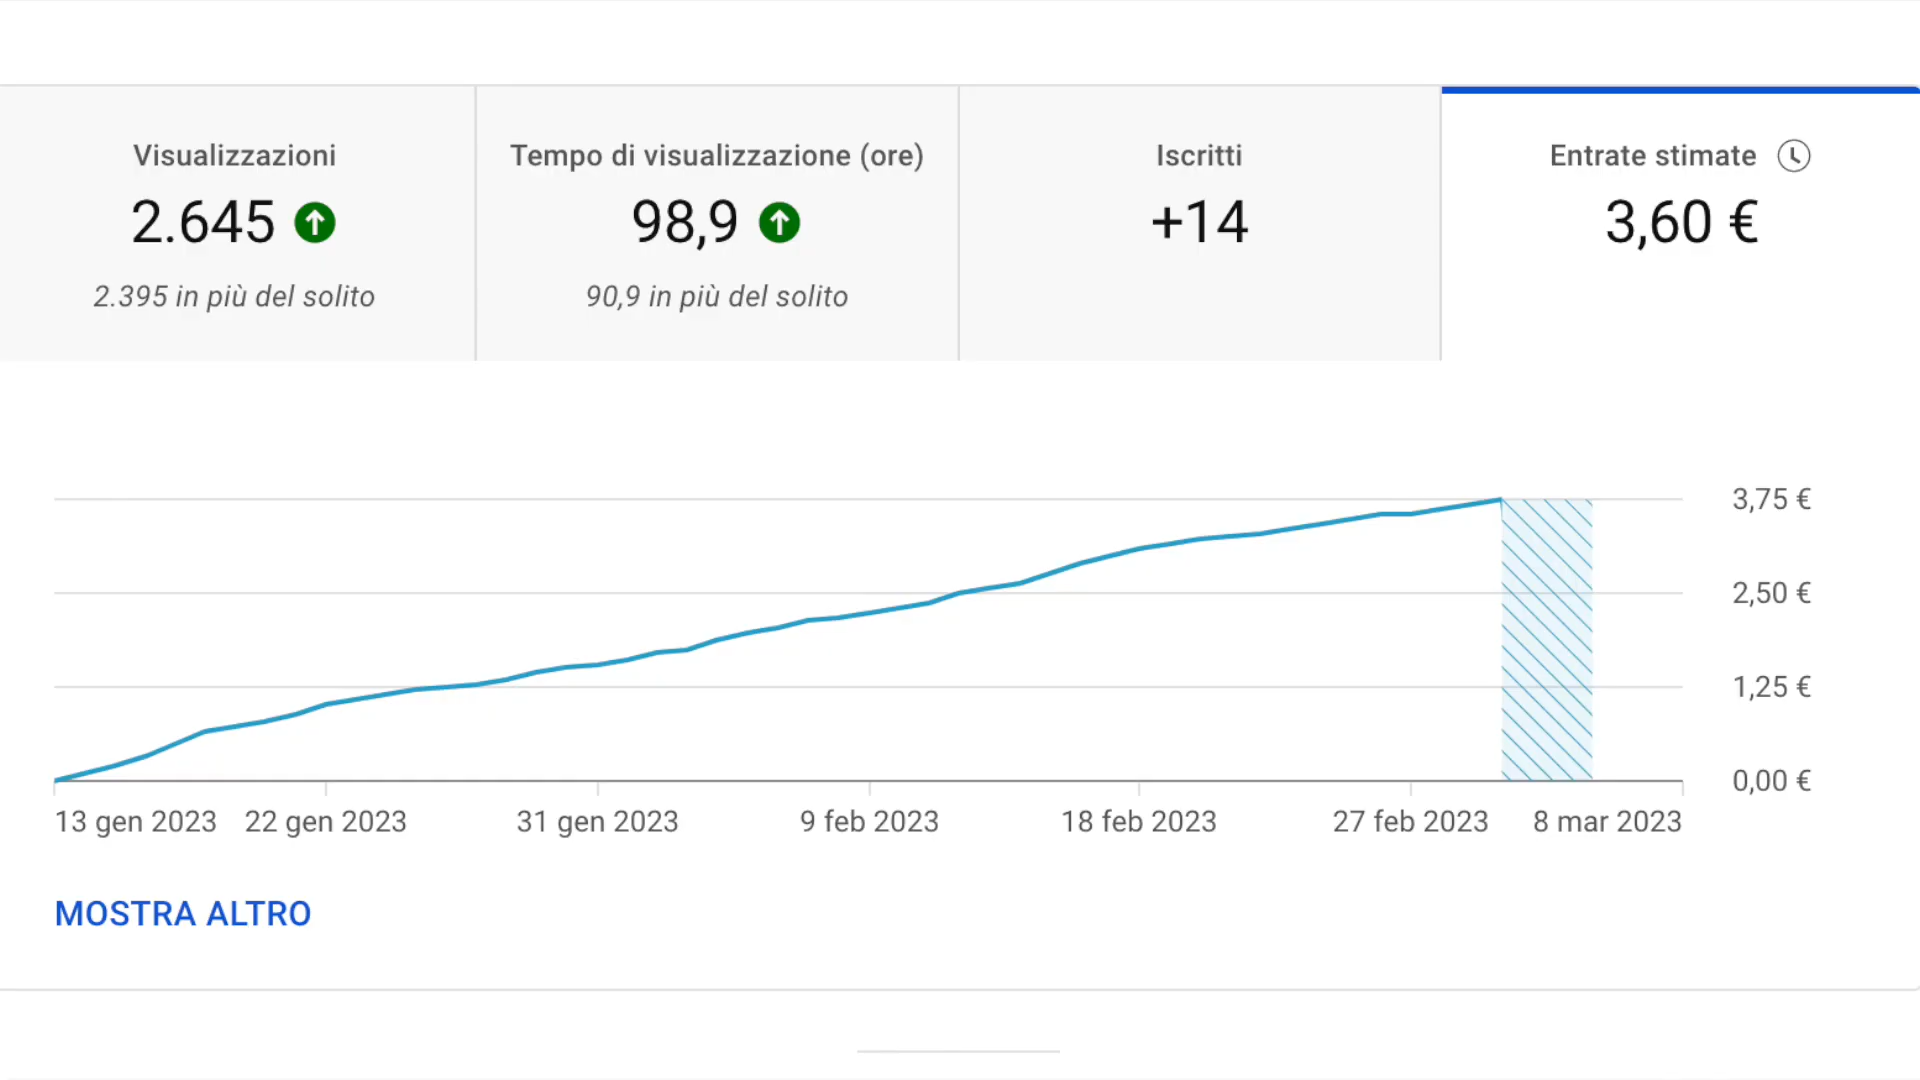 Visualizzazioni
2.645
2.395 in più del solito
Tempo di visualizzazione (ore)
98,9
90,9 in più del solito
Iscritti
+14
Entrate stimate
3,60 €
3,75 €
2,50 €
1,25 €
0,00 €
13 gen 2023 22 gen 2023 31 gen 2023 9 feb 2023 18 feb 2023 27 feb 2023 8 mar 2023
MOSTRA ALTRO